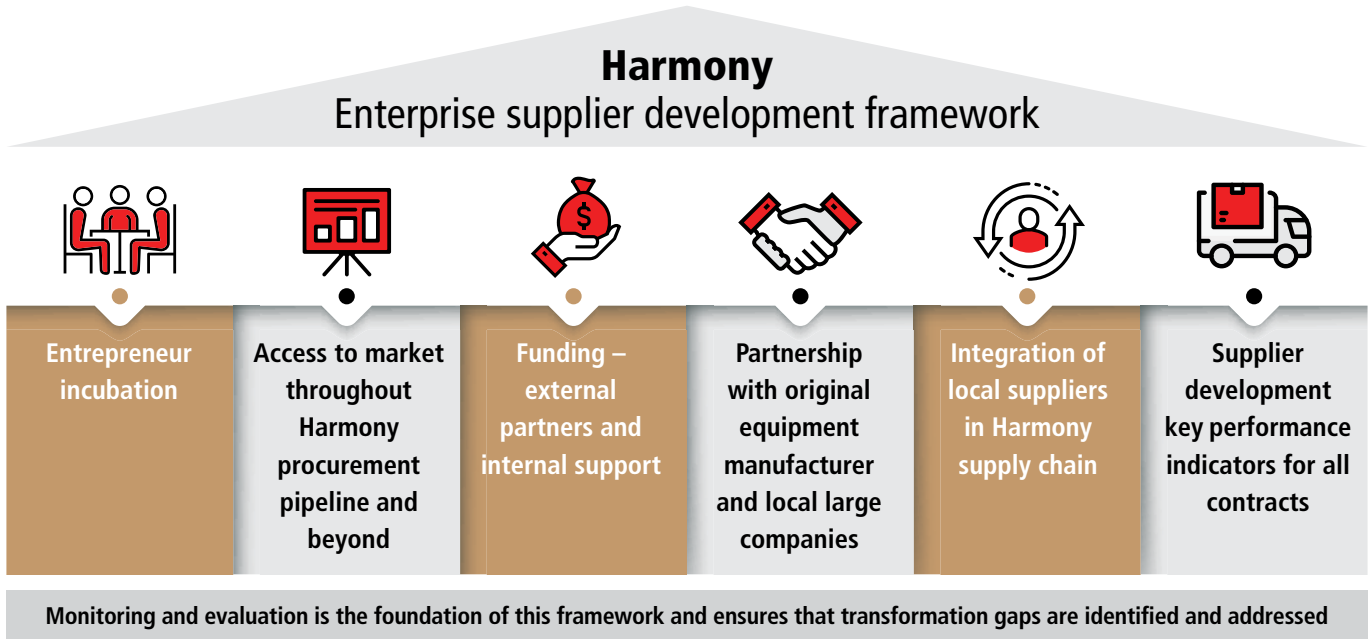 Harmony
Enterprise supplier development framework
$
Entrepreneur
incubation
Access to market
throughout
Harmony
procurement
pipeline and
beyond
Funding –
external
partners and
internal support
Partnership
with original
equipment
manufacturer
and local large
companies
Integration of
local suppliers
in Harmony
supply chain
Supplier
development
key performance
indicators for all
contracts
Monitoring and evaluation is the foundation of this framework and ensures that transformation gaps are identified and addressed